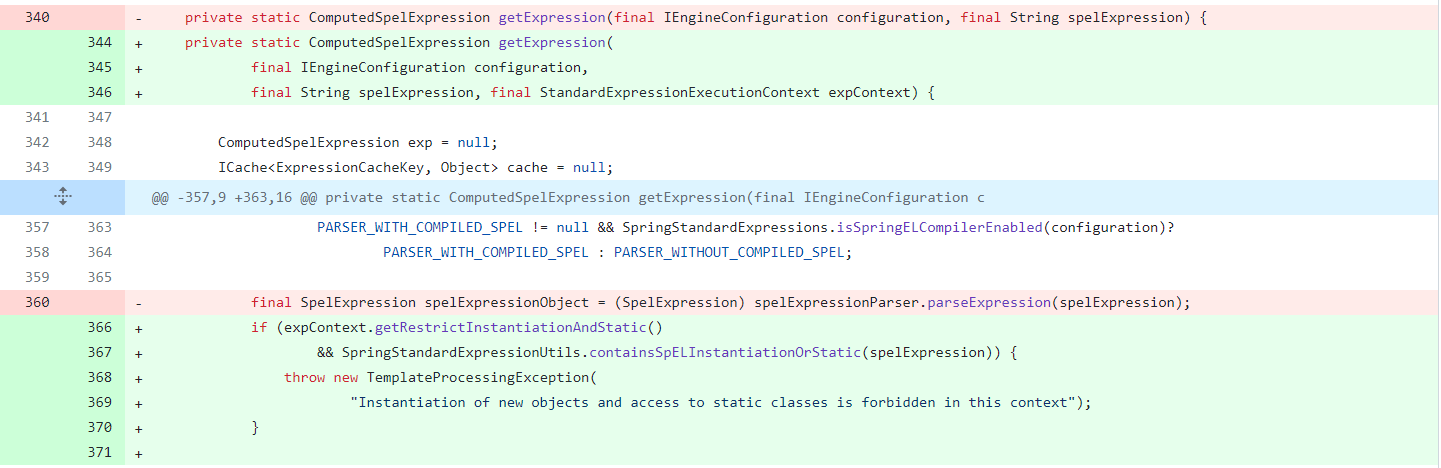 340 - private static ComputedSpelExpression getExpression(final IEngineConfiguration configuration, final String spelExpression) {
344 + private static ComputedSpelExpression getExpression(
345 + final IEngineConfiguration configuration,
346 + final String spelExpression, final StandardExpressionExecutionContext expContext) {
341 347
342 348 ComputedSpelExpression exp = null;
343 349 ICache<ExpressionCacheKey, Object> cache = null;
@@ -357,9 +363,16 @@ private static ComputedSpelExpression getExpression(final IEngineConfiguration c
357 363 PARSER_WITH_COMPILED_SPEL != null && SpringStandardExpressions.isSpringELCompilerEnabled(configuration)?
358 364 PARSER_WITH_COMPILED_SPEL : PARSER_WITHOUT_COMPILED_SPEL;
359 365
360 - final SpelExpression spelExpressionObject = (SpelExpression) spelExpressionParser.parseExpression(spelExpression);
366 + if (expContext.getRestrictInstantiationAndStatic()
367 + && SpringStandardExpressionUtils.containsSpELInstantiationOrStatic(spelExpression)) {
368 + throw new TemplateProcessingException(
369 + "Instantiation of new objects and access to static classes is forbidden in this context");
370 + }
371 +